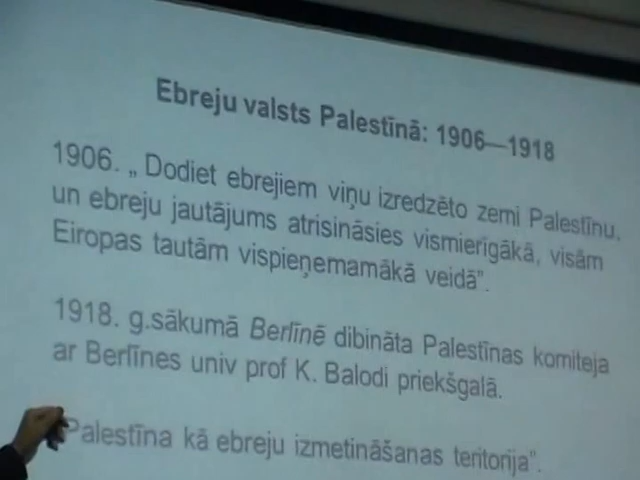 Ebreju valsts Palestīnā: 1906—1918
1906. „ Dodiet ebrejiem viņu izredzēto zemi Palestīnu,
un ebreju jautājums atrisināsies vismierīgākā, visām
Eiropas tautām vispieņemamākā veidā”.
1918. g.sākumā Berlīnē dibināta Palestīnas komiteja
ar Berlīnes univ prof K. Balodi priekšgalā.
Palestīna kā ebreju izmetināšanas teritorija”.